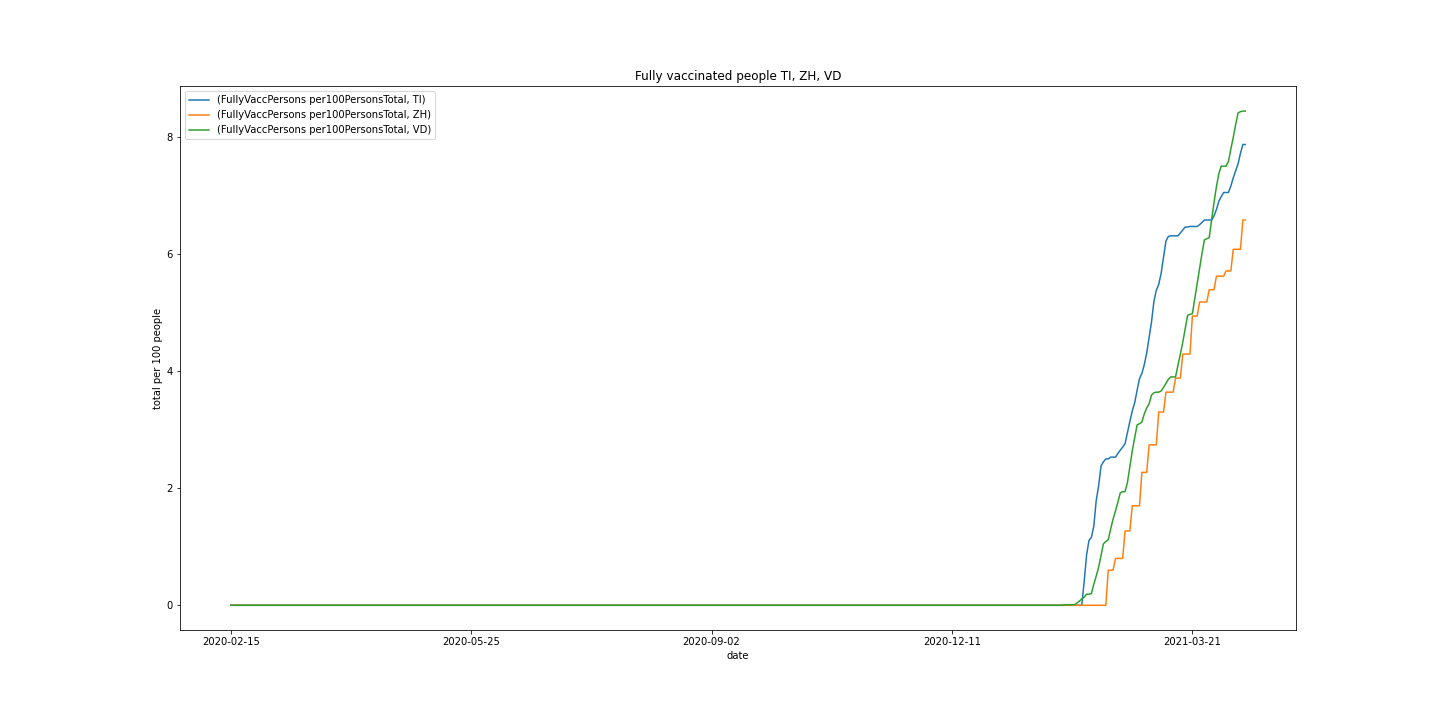 Fully vaccinated people TI, ZH, VD
(FullyVaccPersons per100PersonsTotal, TI)
(FullyVaccPersons per100PersonsTotal, ZH)
(FullyVaccPersons per100PersonsTotal, VD)
8
6
4
2
0
total per 100 people
2020-02-15
2020-05-25
2020-09-02
2020-12-11
2021-03-21
date